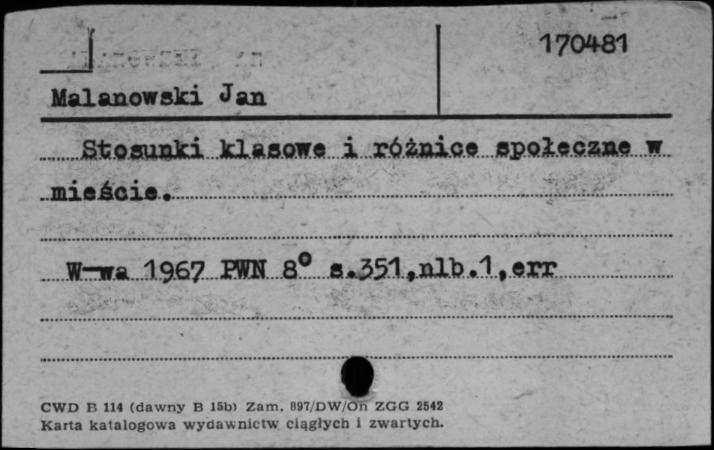 170481
Malanowski Jan
Stosunki klasowe i różnice społeczne w
mieście.
W-wa 1967 PWN 8° s.351,nlb.1,err
CWD B 114 (dawny B 15b) Zam. 897/DW/On ZGG 2542
Karta katalogowa wydawnictw ciągłych i zwartych.